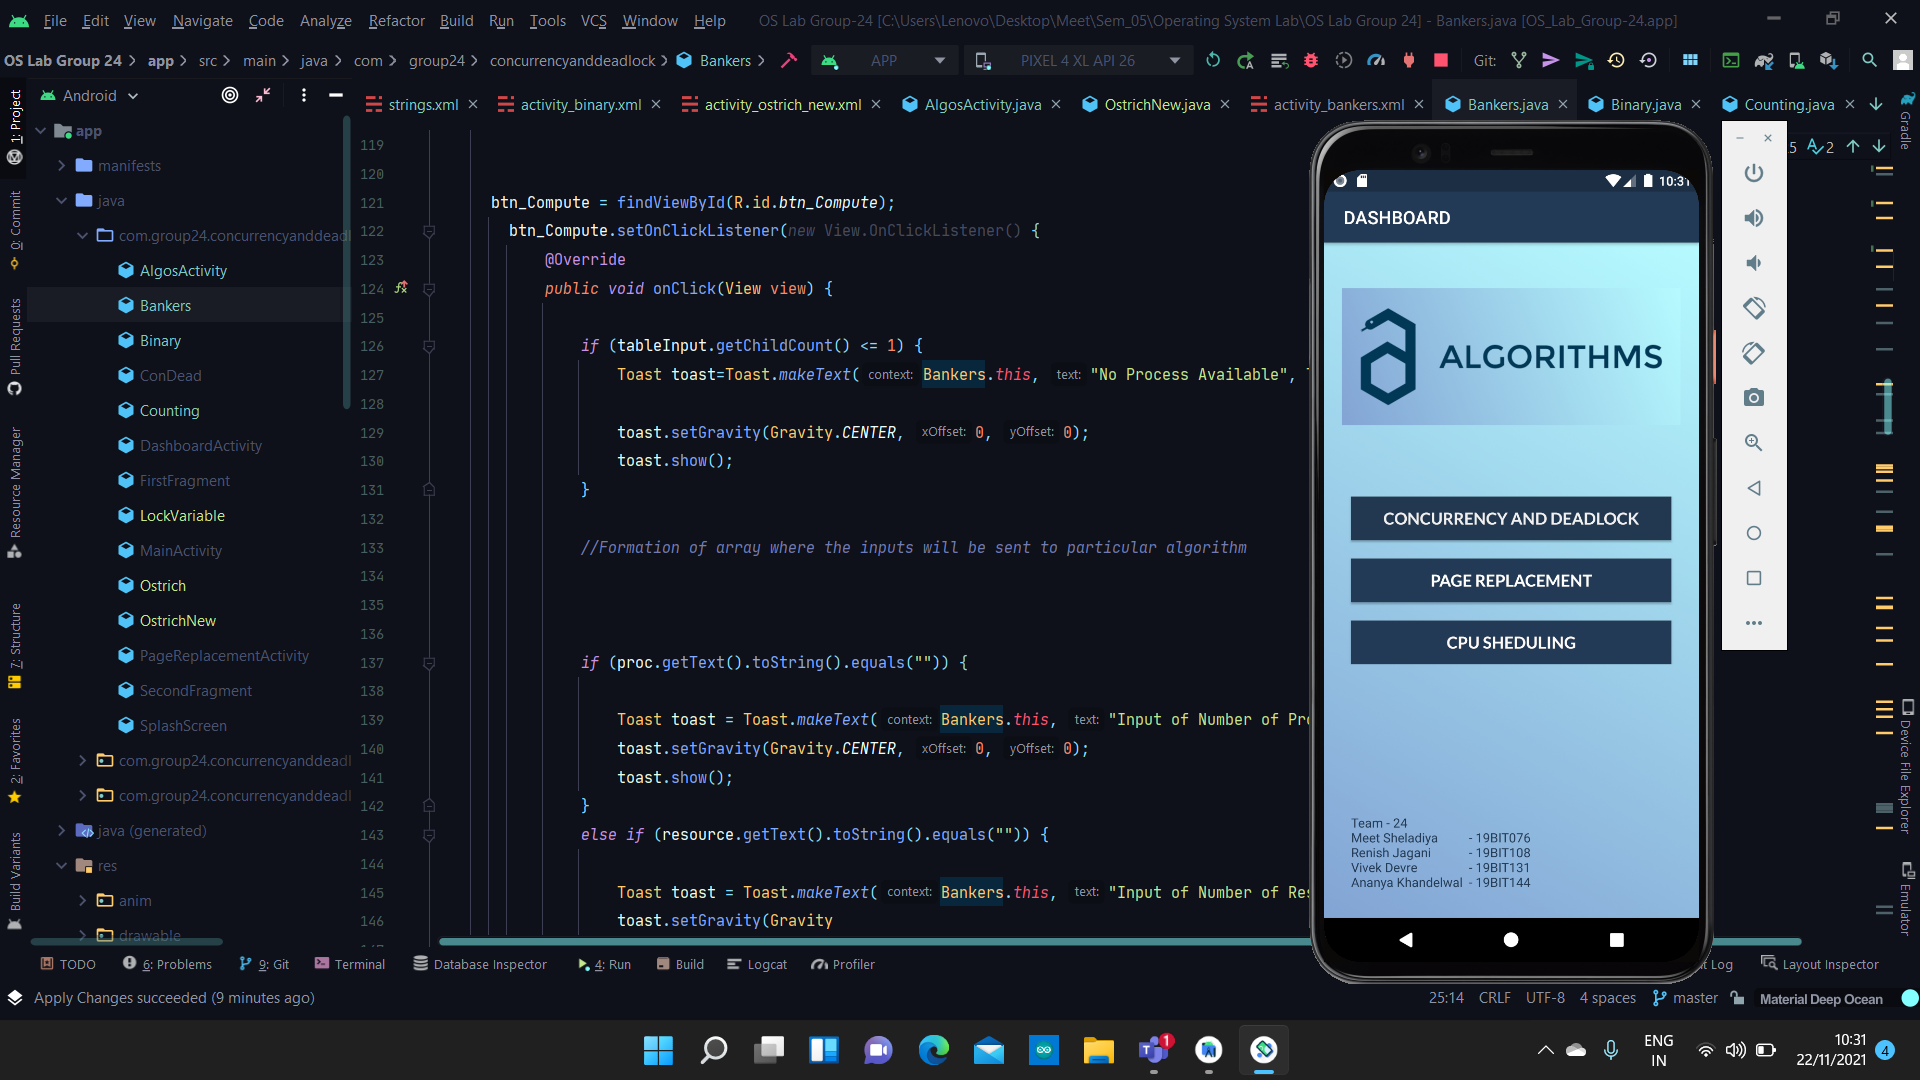 File Edit View Navigate Code Analyze Refactor Build Run Tools VCS Window Help OS Lab Group-24 [C:\Users\Lenovo\Desktop\Meet\Sem_05\Operating System Lab\OS Lab Group 24] - Bankers.java [OS_Lab_Group-24.app]
OS Lab Group 24 app src main java com group24 concurrencyanddeadlock Bankers APP PIXEL 4 XL API 26 Git:
Android
strings.xml activity_binary.xml activity_ostrich_new.xml AlgosActivity.java OstrichNew.java activity_bankers.xml Bankers.java Binary.java Counting.java
1: Project
0: Commit
Pull Requests
Resource Manager
7: Structure
2: Favorites
Build Variants
app
manifests
java
com.group24.concurrencyanddeadl
AlgosActivity
Bankers
Binary
ConDead
Counting
DashboardActivity
FirstFragment
LockVariable
MainActivity
Ostrich
OstrichNew
PageReplacementActivity
SecondFragment
SplashScreen
com.group24.concurrencyanddeadl
com.group24.concurrencyanddeadl
java (generated)
res
anim
drawable
119
120
121 btn_Compute = findViewById(R.id.btn_Compute);
122 btn_Compute.setOnClickListener(new View.OnClickListener() {
123 @Override
124 public void onClick(View view) {
125
126 if (tableInput.getChildCount() <= 1) {
127 Toast toast=Toast.makeText( context: Bankers.this, text: "No Process Available",
128
129 toast.setGravity(Gravity.CENTER, xOffset: 0, yOffset: 0);
130 toast.show();
131 }
132
133 //Formation of array where the inputs will be sent to particular algorithm
134
135
136
137 if (proc.getText().toString().equals("")) {
138
139 Toast toast = Toast.makeText( context: Bankers.this, text: "Input of Number of Pr
140 toast.setGravity(Gravity.CENTER, xOffset: 0, yOffset: 0);
141 toast.show();
142 }
143 else if (resource.getText().toString().equals("")) {
144
145 Toast toast = Toast.makeText( context: Bankers.this, text: "Input of Number of Res
146 toast.setGravity(Gravity
5 2
10:31
DASHBOARD
ALGORITHMS
CONCURRENCY AND DEADLOCK
PAGE REPLACEMENT
CPU SHEDULING
Team - 24
Meet Sheladiya - 19BIT076
Renish Jagani - 19BIT108
Vivek Devre - 19BIT131
Ananya Khandelwal - 19BIT144
Gradle
Device File Explorer
Emulator
TODO 6: Problems 9: Git Terminal Database Inspector 4: Run Build Logcat Profiler t Log Layout Inspector
Apply Changes succeeded (9 minutes ago) 25:14 CRLF UTF-8 4 spaces master Material Deep Ocean
1
ENG
IN
10:31
22/11/2021
4